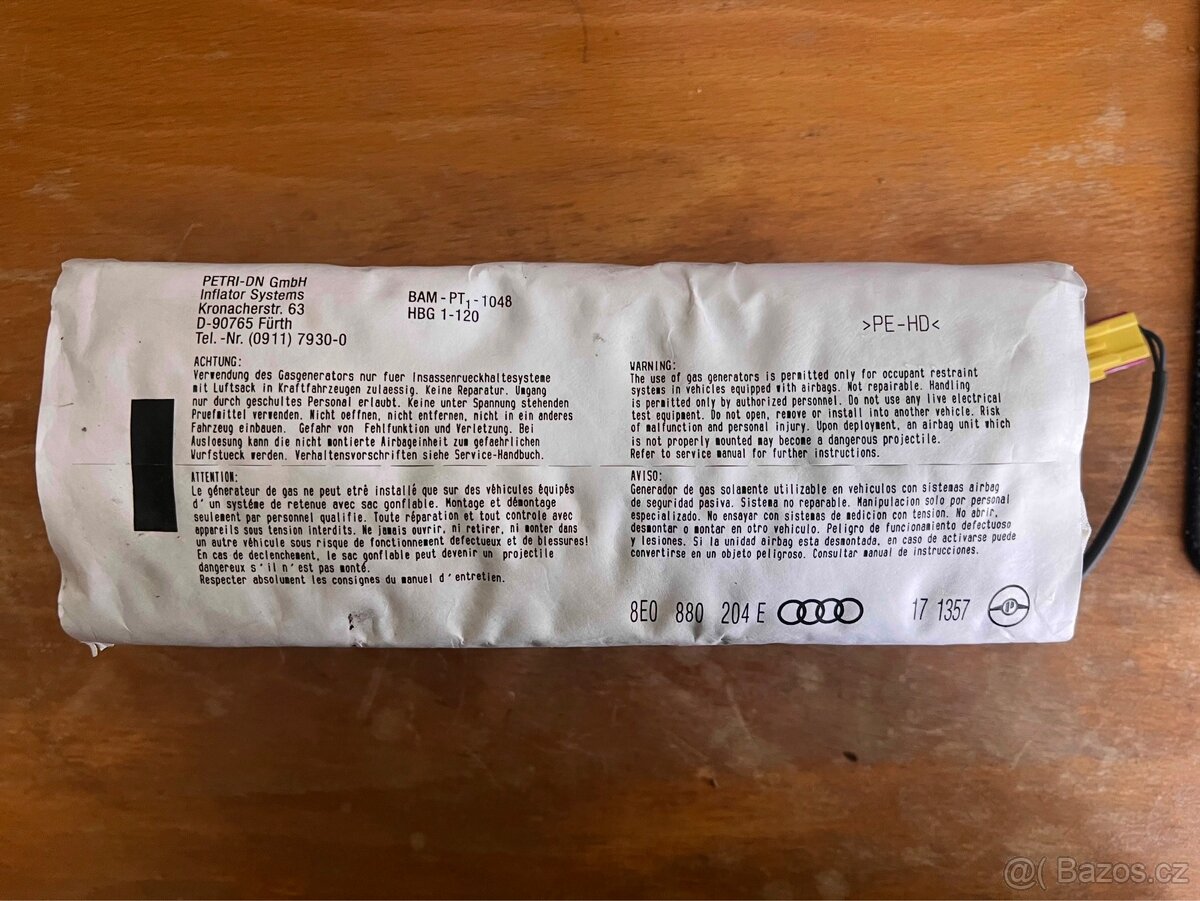 PETRI-DN GmbH
Inflator Systems
Kronacherstr. 63
D-90765 Fürth
Tel. -Nr. (0911) 7930-0
BAM - PT1 - 1048
HBG 1-120
>PE-HD<
ACHTUNG:
Verwendung des Gasgenerators nur fuer Insassenrueckhaltesysteme
mit Luftsack in Kraftfahrzeugen zulaessig. Keine Reparatur. Umgang
nur durch geschultes Personal erlaubt. Keine unter Spannung stehenden
Pruefmittel verwenden. Nicht oeffnen, nicht entfernen, nicht in ein anderes
Fahrzeug einbauen. Gefahr von Fehlfunktion und Verletzung. Bei
Ausloesung kann die nicht montierte Airbageinheit zum gefaehrlichen
Wurfstueck werden. Verhaltensvorschriften siehe Service-Handbuch.
WARNING:
The use of gas generators is permitted only for occupant restraint
systems in vehicles equipped with airbags. Not repairable. Handling
is permitted only by authorized personnel. Do not use any live electrical
test equipment. Do not open, remove or install into another vehicle. Risk
of malfunction and personal injury. Upon deployment, an airbag unit which
is not properly mounted may become a dangerous projectile.
Refer to service manual for further instructions.
ATTENTION:
Le générateur de gas ne peut etrê installé que sur des véhicules équipés
d'un systéme de retenue avec sac gonflable. Montage et démontage
seulement par personnel qualifie. Toute réparation et tout controle avec
appareils sous tension interdits. Ne jamais ouvrir, ni retirer, ni monter dans
un autre véhicule sous risque de fonctionnement defectueux et de blessures!
En cas de declenchement, le sac gonflable peut devenir un projectile
dangereux s'il n'est pas monté.
Respecter absolument les consignes du manuel d'entretien.
AVISO:
Generador de gas solamente utilizable en vehiculos con sistemas airbag
de seguridad pasiva. Sistema no reparable. Manipulacion solo por personal
especializado. No ensayar con sistemas de medicion con tension. No abrir,
desmontar o montar en otro vehiculo. Peligro de funcionamiento defectuoso
y lesiones. Si la unidad airbag esta desmontada, en caso de activarse puede
convertirse en un objeto peligroso. Consultar manual de instrucciones.
8E0 880 204 E 17 1357
P
@( Bazos.cz